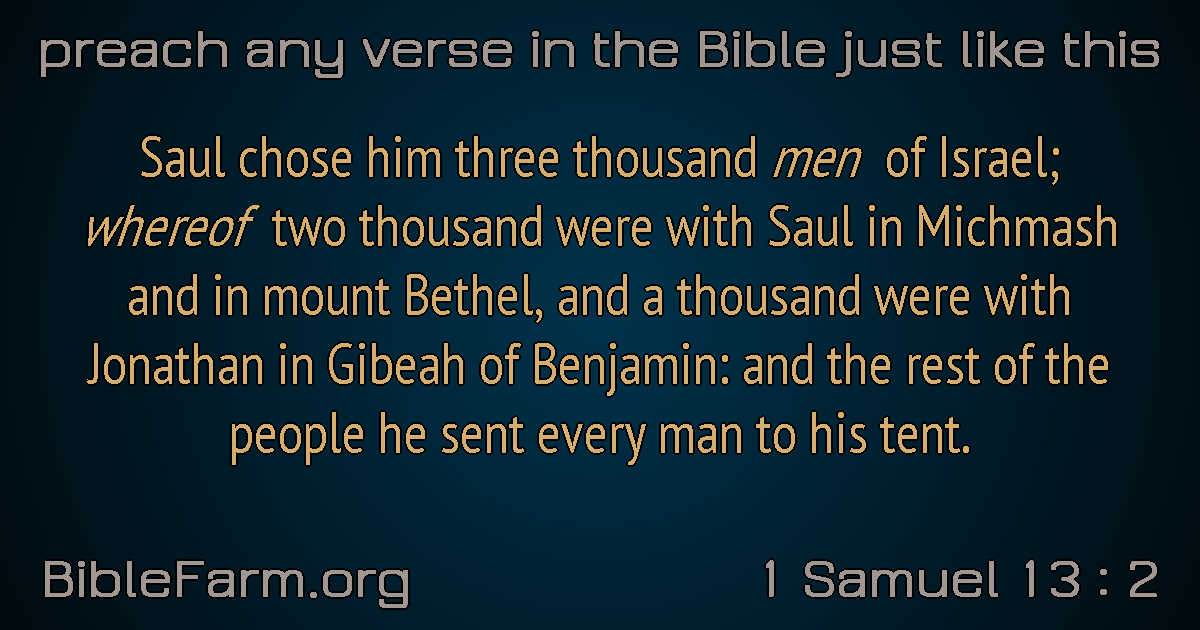 preach any verse in the Bible just like this
Saul chose him three thousand men of Israel;
whereof two thousand were with Saul in Michmash
and in mount Bethel, and a thousand were with
Jonathan in Gibeah of Benjamin: and the rest of the
people he sent every man to his tent.
BibleFarm.org
1 Samuel 13 : 2